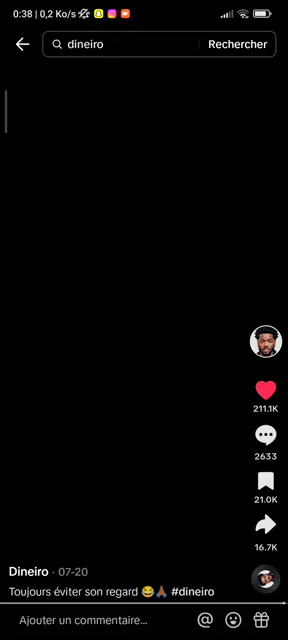 0:38 | 0,2 Ko/s
dineiro
Rechercher
211.1K
2633
21.0K
16.7K
Dineiro · 07-20
Toujours éviter son regard 😂🙏🏾 #dineiro
Ajouter un commentaire...